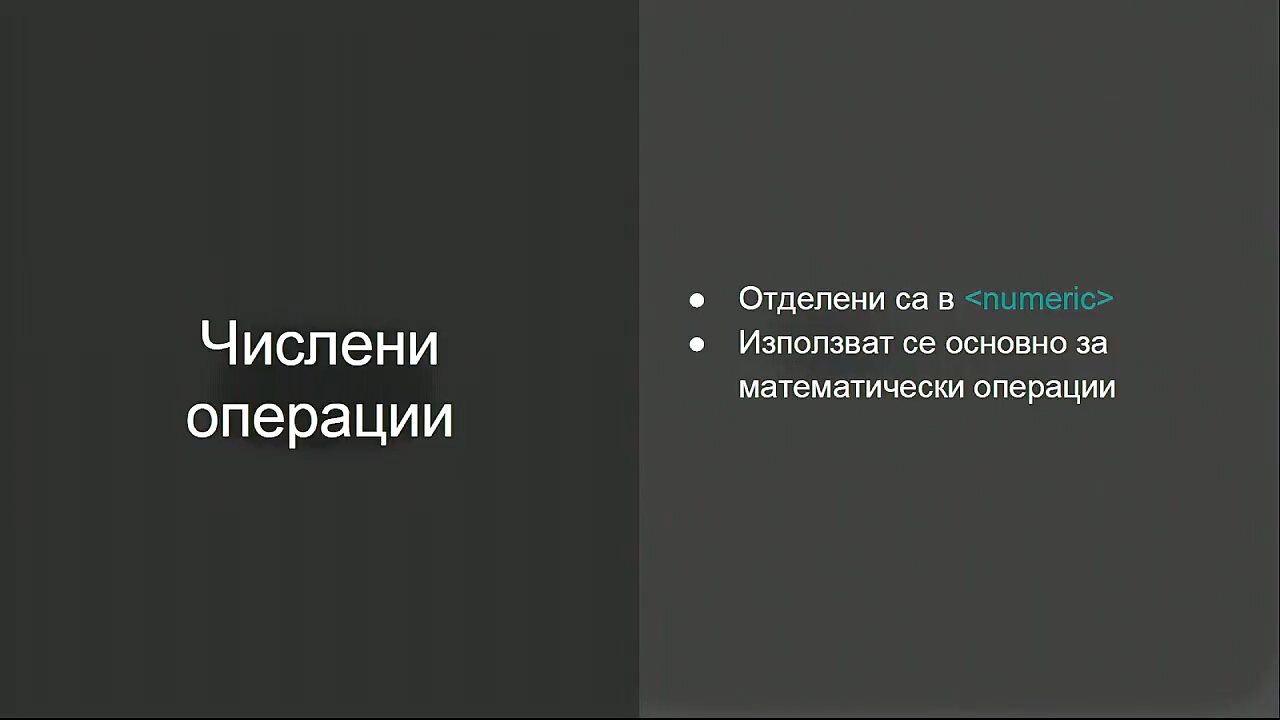 Числени
операции
● Отделени са в <numeric>
● Използват се основно за
математически операции